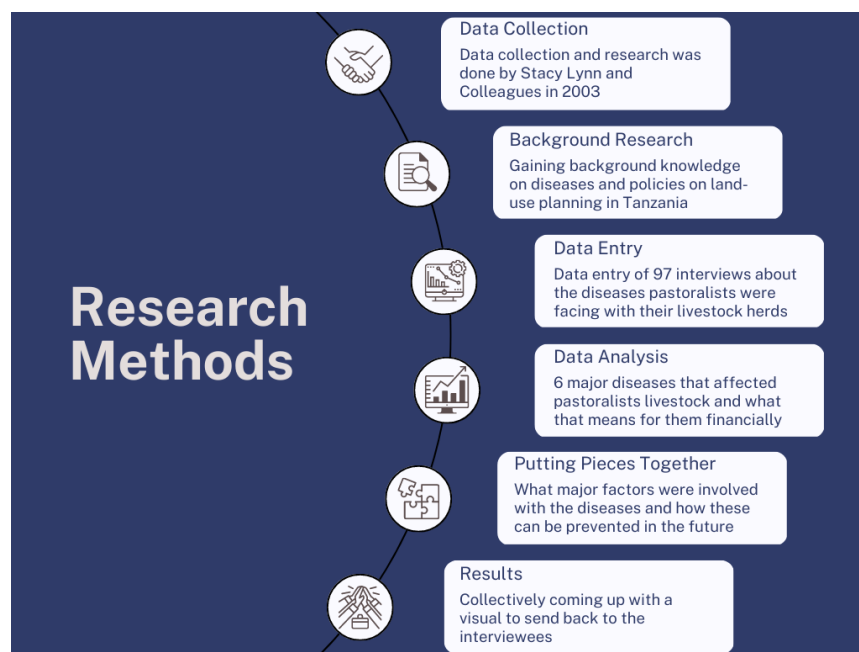 Research
Methods
Data Collection
Data collection and research was
done by Stacy Lynn and
Colleagues in 2003
Background Research
Gaining background knowledge
on diseases and policies on land-
use planning in Tanzania
Data Entry
Data entry of 97 interviews about
the diseases pastoralists were
facing with their livestock herds
Data Analysis
6 major diseases that affected
pastoralists livestock and what
that means for them financially
Putting Pieces Together
What major factors were involved
with the diseases and how these
can be prevented in the future
Results
Collectively coming up with a
visual to send back to the
interviewees